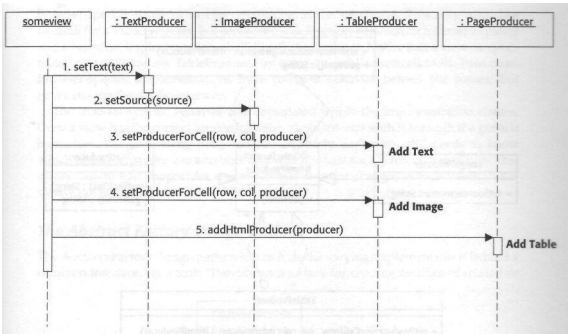 someview
: TextProducer
: ImageProducer
: TableProducer
: PageProducer
1. setText(text)
2. setSource(source)
3. setProducerForCell(row, col, producer)
Add Text
4. setProducerForCell(row, col, producer)
Add Image
5. addHtmlProducer(producer)
Add Table